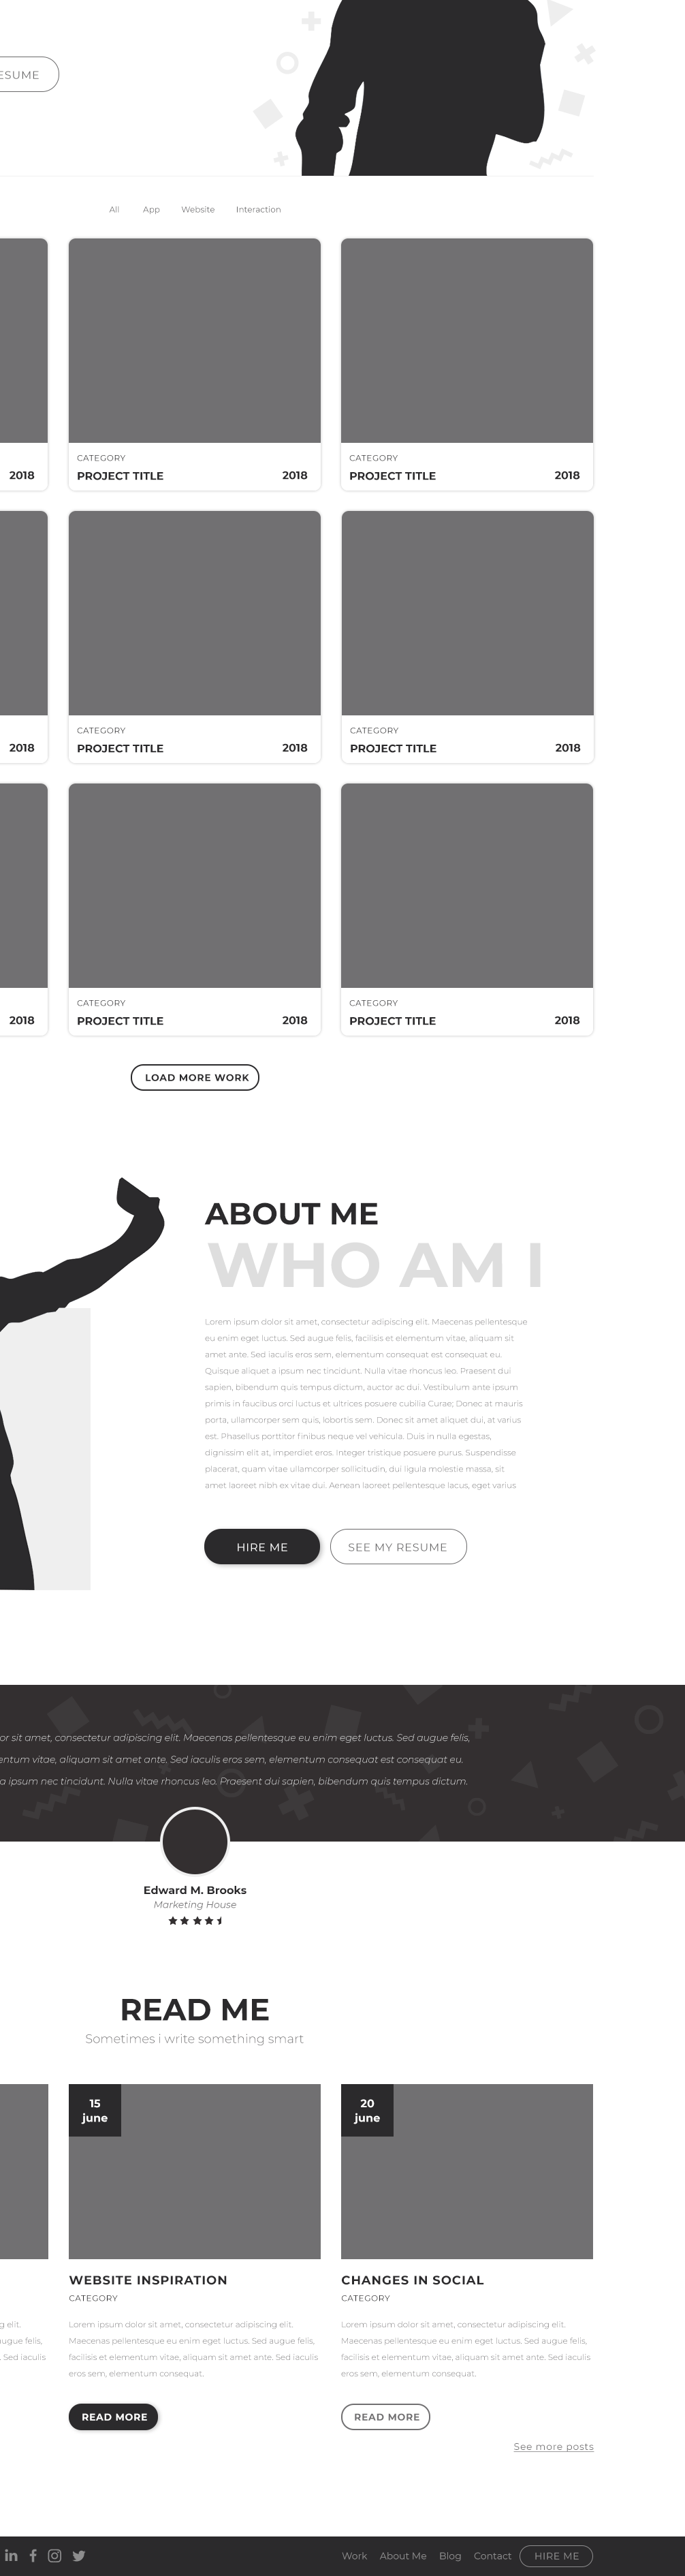 ESUME
All App Website Interaction
CATEGORY CATEGORY
2018 PROJECT TITLE 2018 PROJECT TITLE 2018
CATEGORY CATEGORY
2018 PROJECT TITLE 2018 PROJECT TITLE 2018
CATEGORY CATEGORY
2018 PROJECT TITLE 2018 PROJECT TITLE 2018
LOAD MORE WORK
ABOUT ME
WHO AM I
Lorem ipsum dolor sit amet, consectetur adipiscing elit. Maecenas pellentesque
eu enim eget luctus. Sed augue felis, facilisis et elementum vitae, aliquam sit
amet ante. Sed iaculis eros sem, elementum consequat est consequat eu.
Quisque aliquet a ipsum nec tincidunt. Nulla vitae rhoncus leo. Praesent dui
sapien, bibendum quis tempus dictum, auctor ac dui. Vestibulum ante ipsum
primis in faucibus orci luctus et ultrices posuere cubilia Curae; Donec at mauris
porta, ullamcorper sem quis, lobortis sem. Donec sit amet aliquet dui, at varius
est. Phasellus porttitor finibus neque vel vehicula. Duis in nulla egestas,
dignissim elit at, imperdiet eros. Integer tristique posuere purus. Suspendisse
placerat, quam vitae ullamcorper sollicitudin, dui ligula molestie massa, sit
amet laoreet nibh ex vitae dui. Aenean laoreet pellentesque lacus, eget varius
HIRE ME SEE MY RESUME
or sit amet, consectetur adipiscing elit. Maecenas pellentesque eu enim eget luctus. Sed augue felis,
entum vitae, aliquam sit amet ante. Sed iaculis eros sem, elementum consequat est consequat eu.
a ipsum nec tincidunt. Nulla vitae rhoncus leo. Praesent dui sapien, bibendum quis tempus dictum.
Edward M. Brooks
Marketing House
READ ME
Sometimes i write something smart
15 20
june june
WEBSITE INSPIRATION CHANGES IN SOCIAL
CATEGORY CATEGORY
g elit. Lorem ipsum dolor sit amet, consectetur adipiscing elit. Lorem ipsum dolor sit amet, consectetur adipiscing elit.
augue felis, Maecenas pellentesque eu enim eget luctus. Sed augue felis, Maecenas pellentesque eu enim eget luctus. Sed augue felis,
. Sed iaculis facilisis et elementum vitae, aliquam sit amet ante. Sed iaculis facilisis et elementum vitae, aliquam sit amet ante. Sed iaculis
eros sem, elementum consequat. eros sem, elementum consequat.
READ MORE READ MORE
See more posts
Work About Me Blog Contact HIRE ME